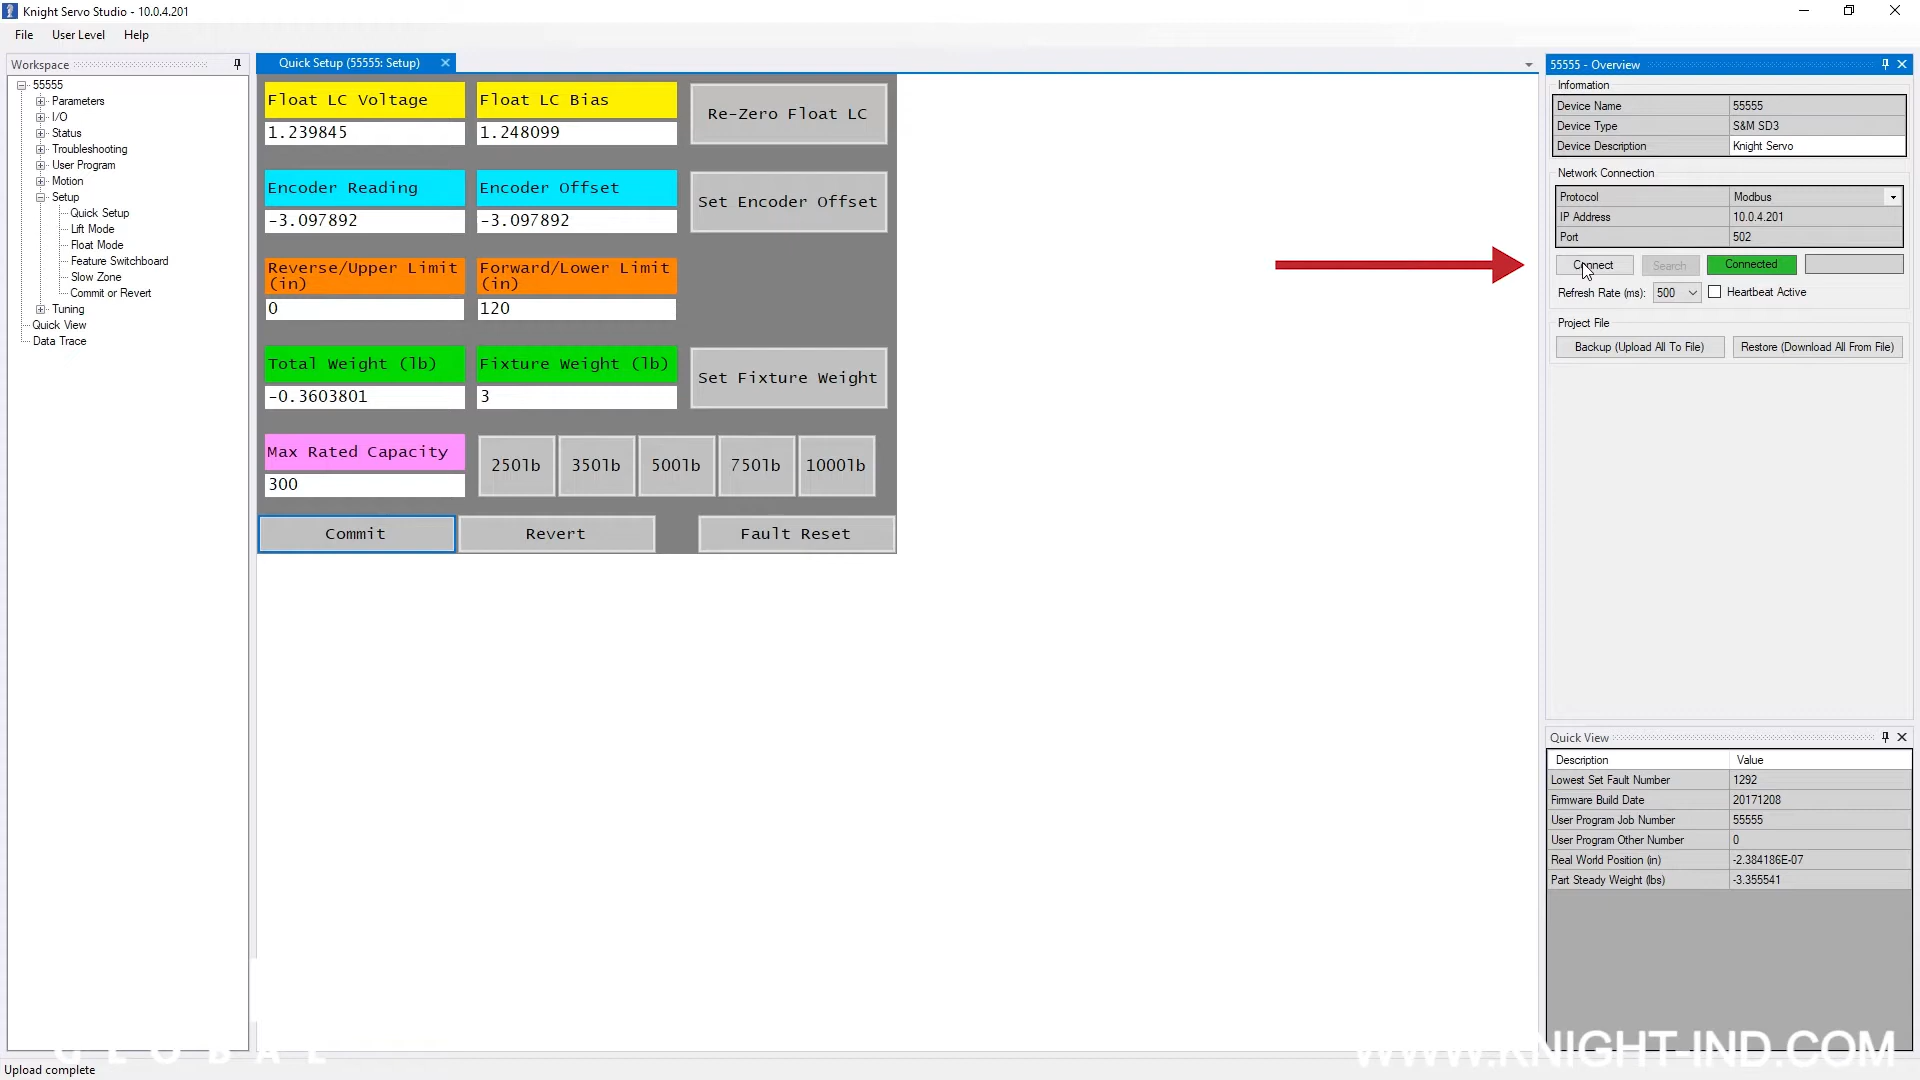 Knight Servo Studio - 10.0.4.201
File User Level Help
Workspace
55555
Parameters
I/O
Status
Troubleshooting
User Program
Motion
Setup
Quick Setup
Lift Mode
Float Mode
Feature Switchboard
Slow Zone
Commit or Revert
Tuning
Quick View
Data Trace
Quick Setup (55555: Setup)
Float LC Voltage
1.239845
Float LC Bias
1.248099
Re-Zero Float LC
Encoder Reading
-3.097892
Encoder Offset
-3.097892
Set Encoder Offset
Reverse/Upper Limit
(in)
0
Forward/Lower Limit
(in)
120
Total Weight (lb)
-0.3603801
Fixture Weight (lb)
3
Set Fixture Weight
Max Rated Capacity
300
250lb 350lb 500lb 750lb 1000lb
Commit Revert Fault Reset
55555 - Overview
Information
Device Name 55555
Device Type S&M SD3
Device Description Knight Servo
Network Connection
Protocol Modbus
IP Address 10.0.4.201
Port 502
Connect Search Connected
Refresh Rate (ms): 500 Heartbeat Active
Project File
Backup (Upload All To File) Restore (Download All From File)
Quick View
Description Value
Lowest Set Fault Number 1292
Firmware Build Date 20171208
User Program Job Number 55555
User Program Other Number 0
Real World Position (in) -2.384186E-07
Part Steady Weight (lbs) -3.355541
GLOBAL
WWW.KNIGHT-IND.COM
Upload complete